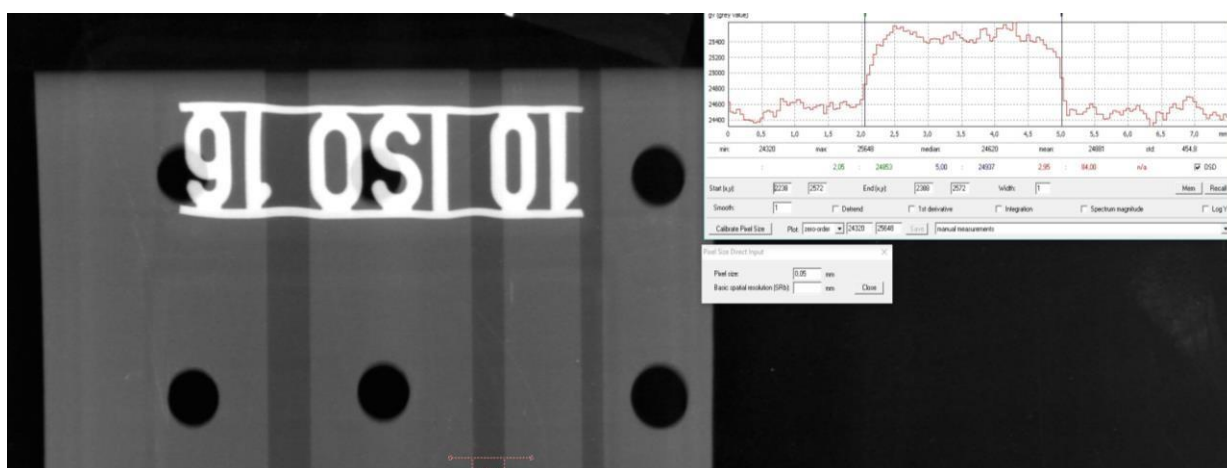 10 ISO 16
(grey value)
25400
25200
25000
24800
24600
24400
0 0,5 1,0 1,5 2,0 2,5 3,0 3,5 4,0 4,5 5,0 5,5 6,0 6,5 7,0
min: 24320 max: 25648 median: 24620 mean: 24801 std: 454,8
: 2,05 : 24853 5,00 : 24937 2,95 : 84,00 n/a DSD
Start (x,y): 2238 2572 End (x,y): 2388 2572 Width: 1 Mem Recall
Smooth: 1 Detrend 1st derivative Integration Spectrum magnitude Log Y
Calibrate Pixel Size Plot: zero-order 24320 25648 Save manual measurements
Pixel Size Direct Input
Pixel size: 0.05 mm
Basic spatial resolution (SRb): mm Close